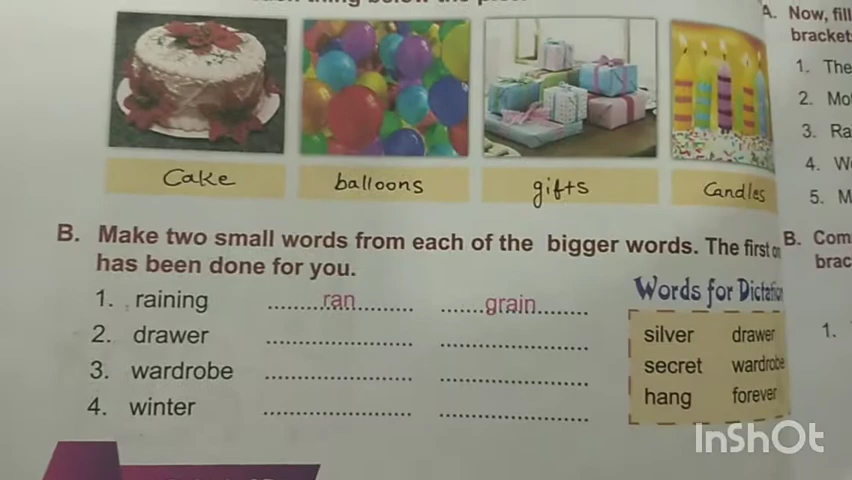 A. Now, fill
brackets
1. The
2. Mo
3. Ra
4. W
5. M
Cake
balloons
gifts
Candles
B. Make two small words from each of the bigger words. The first on
has been done for you.
1. raining ........ran.......... .......grain.........
2. drawer ......................... .........................
3. wardrobe ......................... .........................
4. winter ......................... .........................
Words for Dictation
silver drawer
secret wardrobe
hang forever
B. Com
brac
1.
InShOt